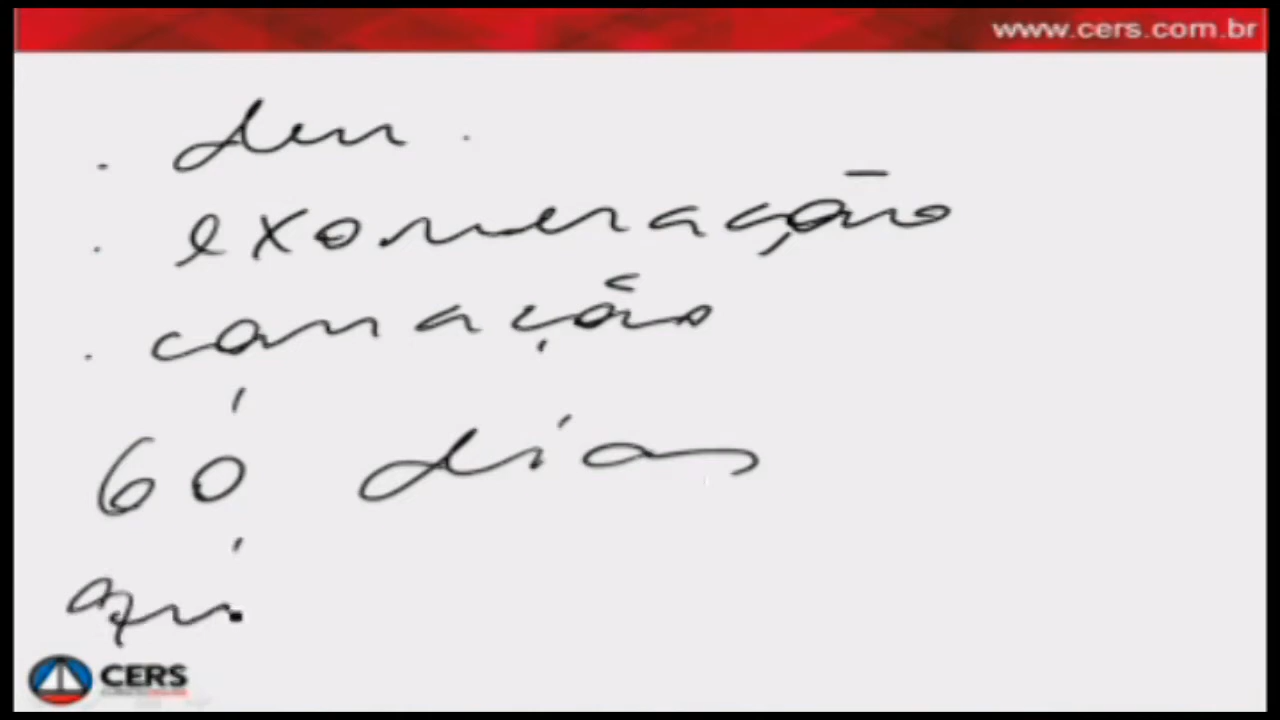 www.cers.com.br
. dem .
. exoneração
. cassação
60 dias
CERS